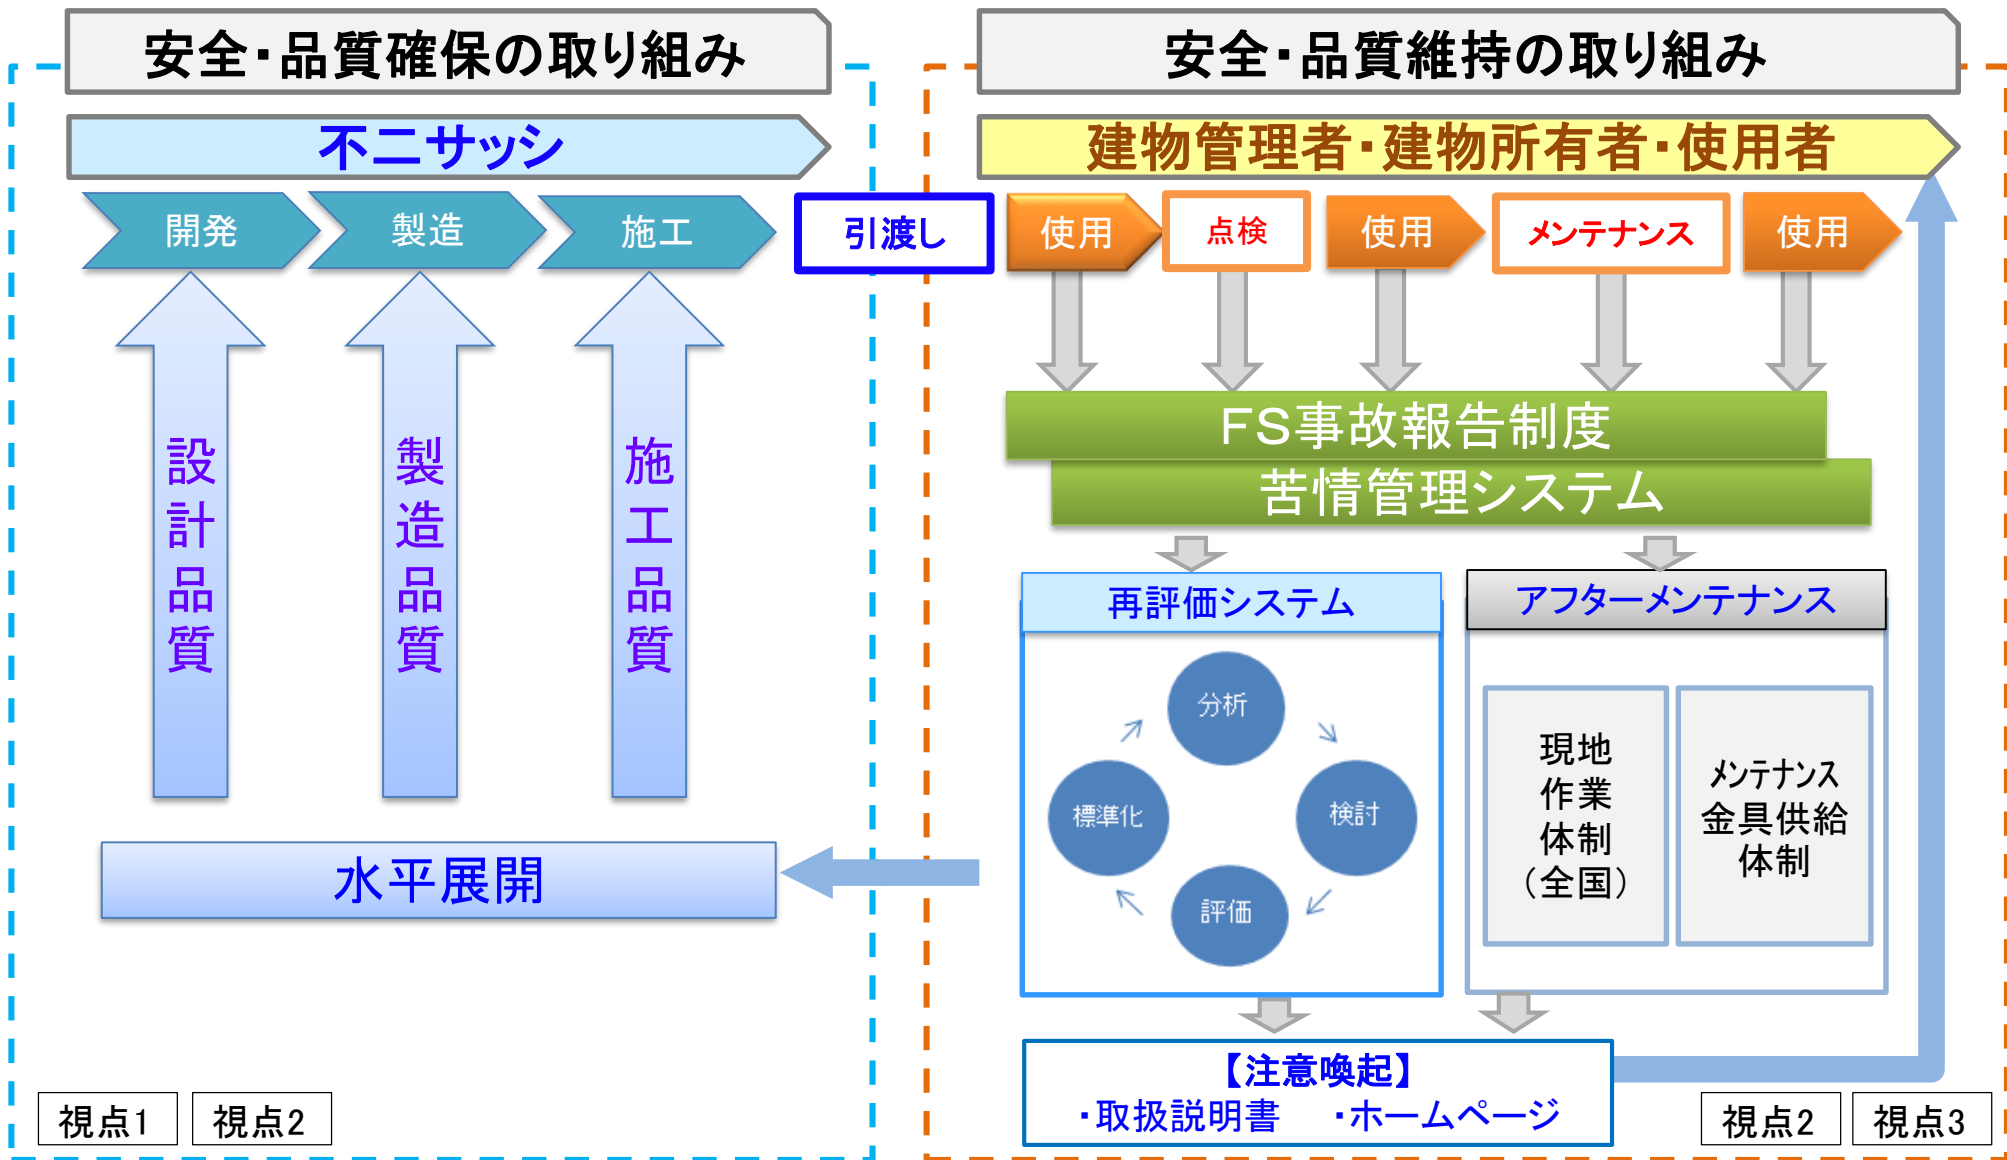 安全・品質確保の取り組み
不二サッシ
開発
製造
施工
引渡し
設計品質
製造品質
施工品質
水平展開
視点1
視点2
安全・品質維持の取り組み
建物管理者・建物所有者・使用者
使用
点検
使用
メンテナンス
使用
FS事故報告制度
苦情管理システム
再評価システム
分析
検討
評価
標準化
アフターメンテナンス
現地
作業
体制
（全国）
メンテナンス
金具供給
体制
【注意喚起】
・取扱説明書　・ホームページ
視点2
視点3